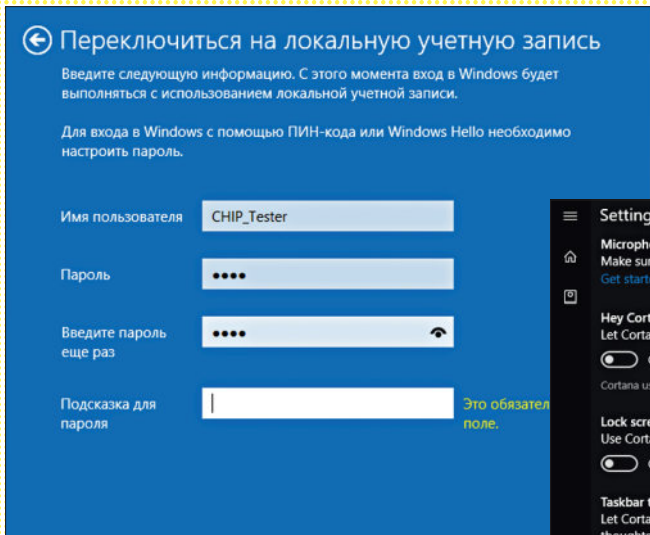 Переключиться на локальную учетную запись
Введите следующую информацию. С этого момента вход в Windows будет
выполняться с использованием локальной учетной записи.
Для входа в Windows с помощью ПИН-кода или Windows Hello необходимо
настроить пароль.
Имя пользователя
CHIP_Tester
Пароль
Введите пароль
еще раз
Подсказка для
пароля
Это обязател
поле.
Setting
Microph
Make sur
Get start
Hey Cort
Let Corta
Cortana us
Lock scre
Use Corta
Taskbar t
Let Corta